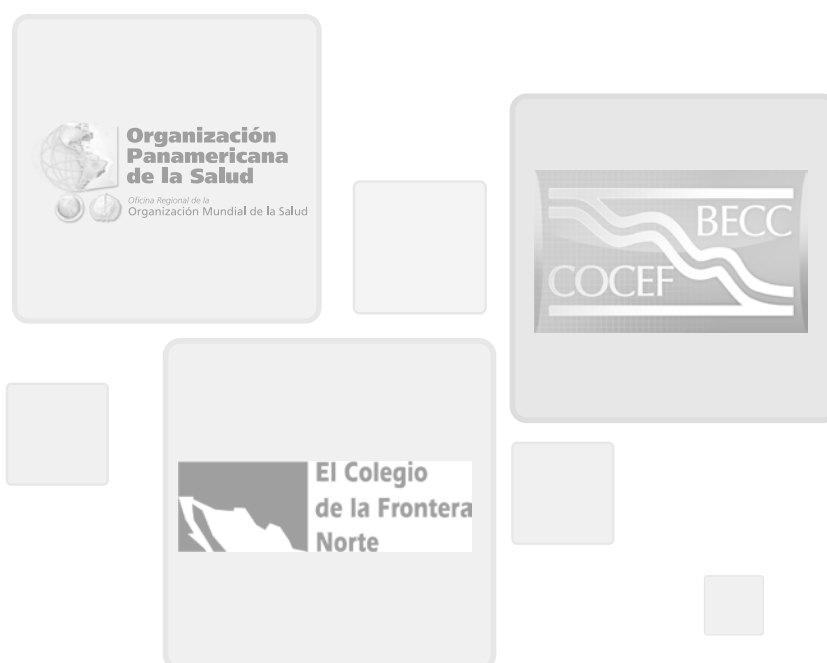 Organización
Panamericana
de la Salud
Oficina Regional de la
Organización Mundial de la Salud
BECC
COCEF
El Colegio
de la Frontera
Norte